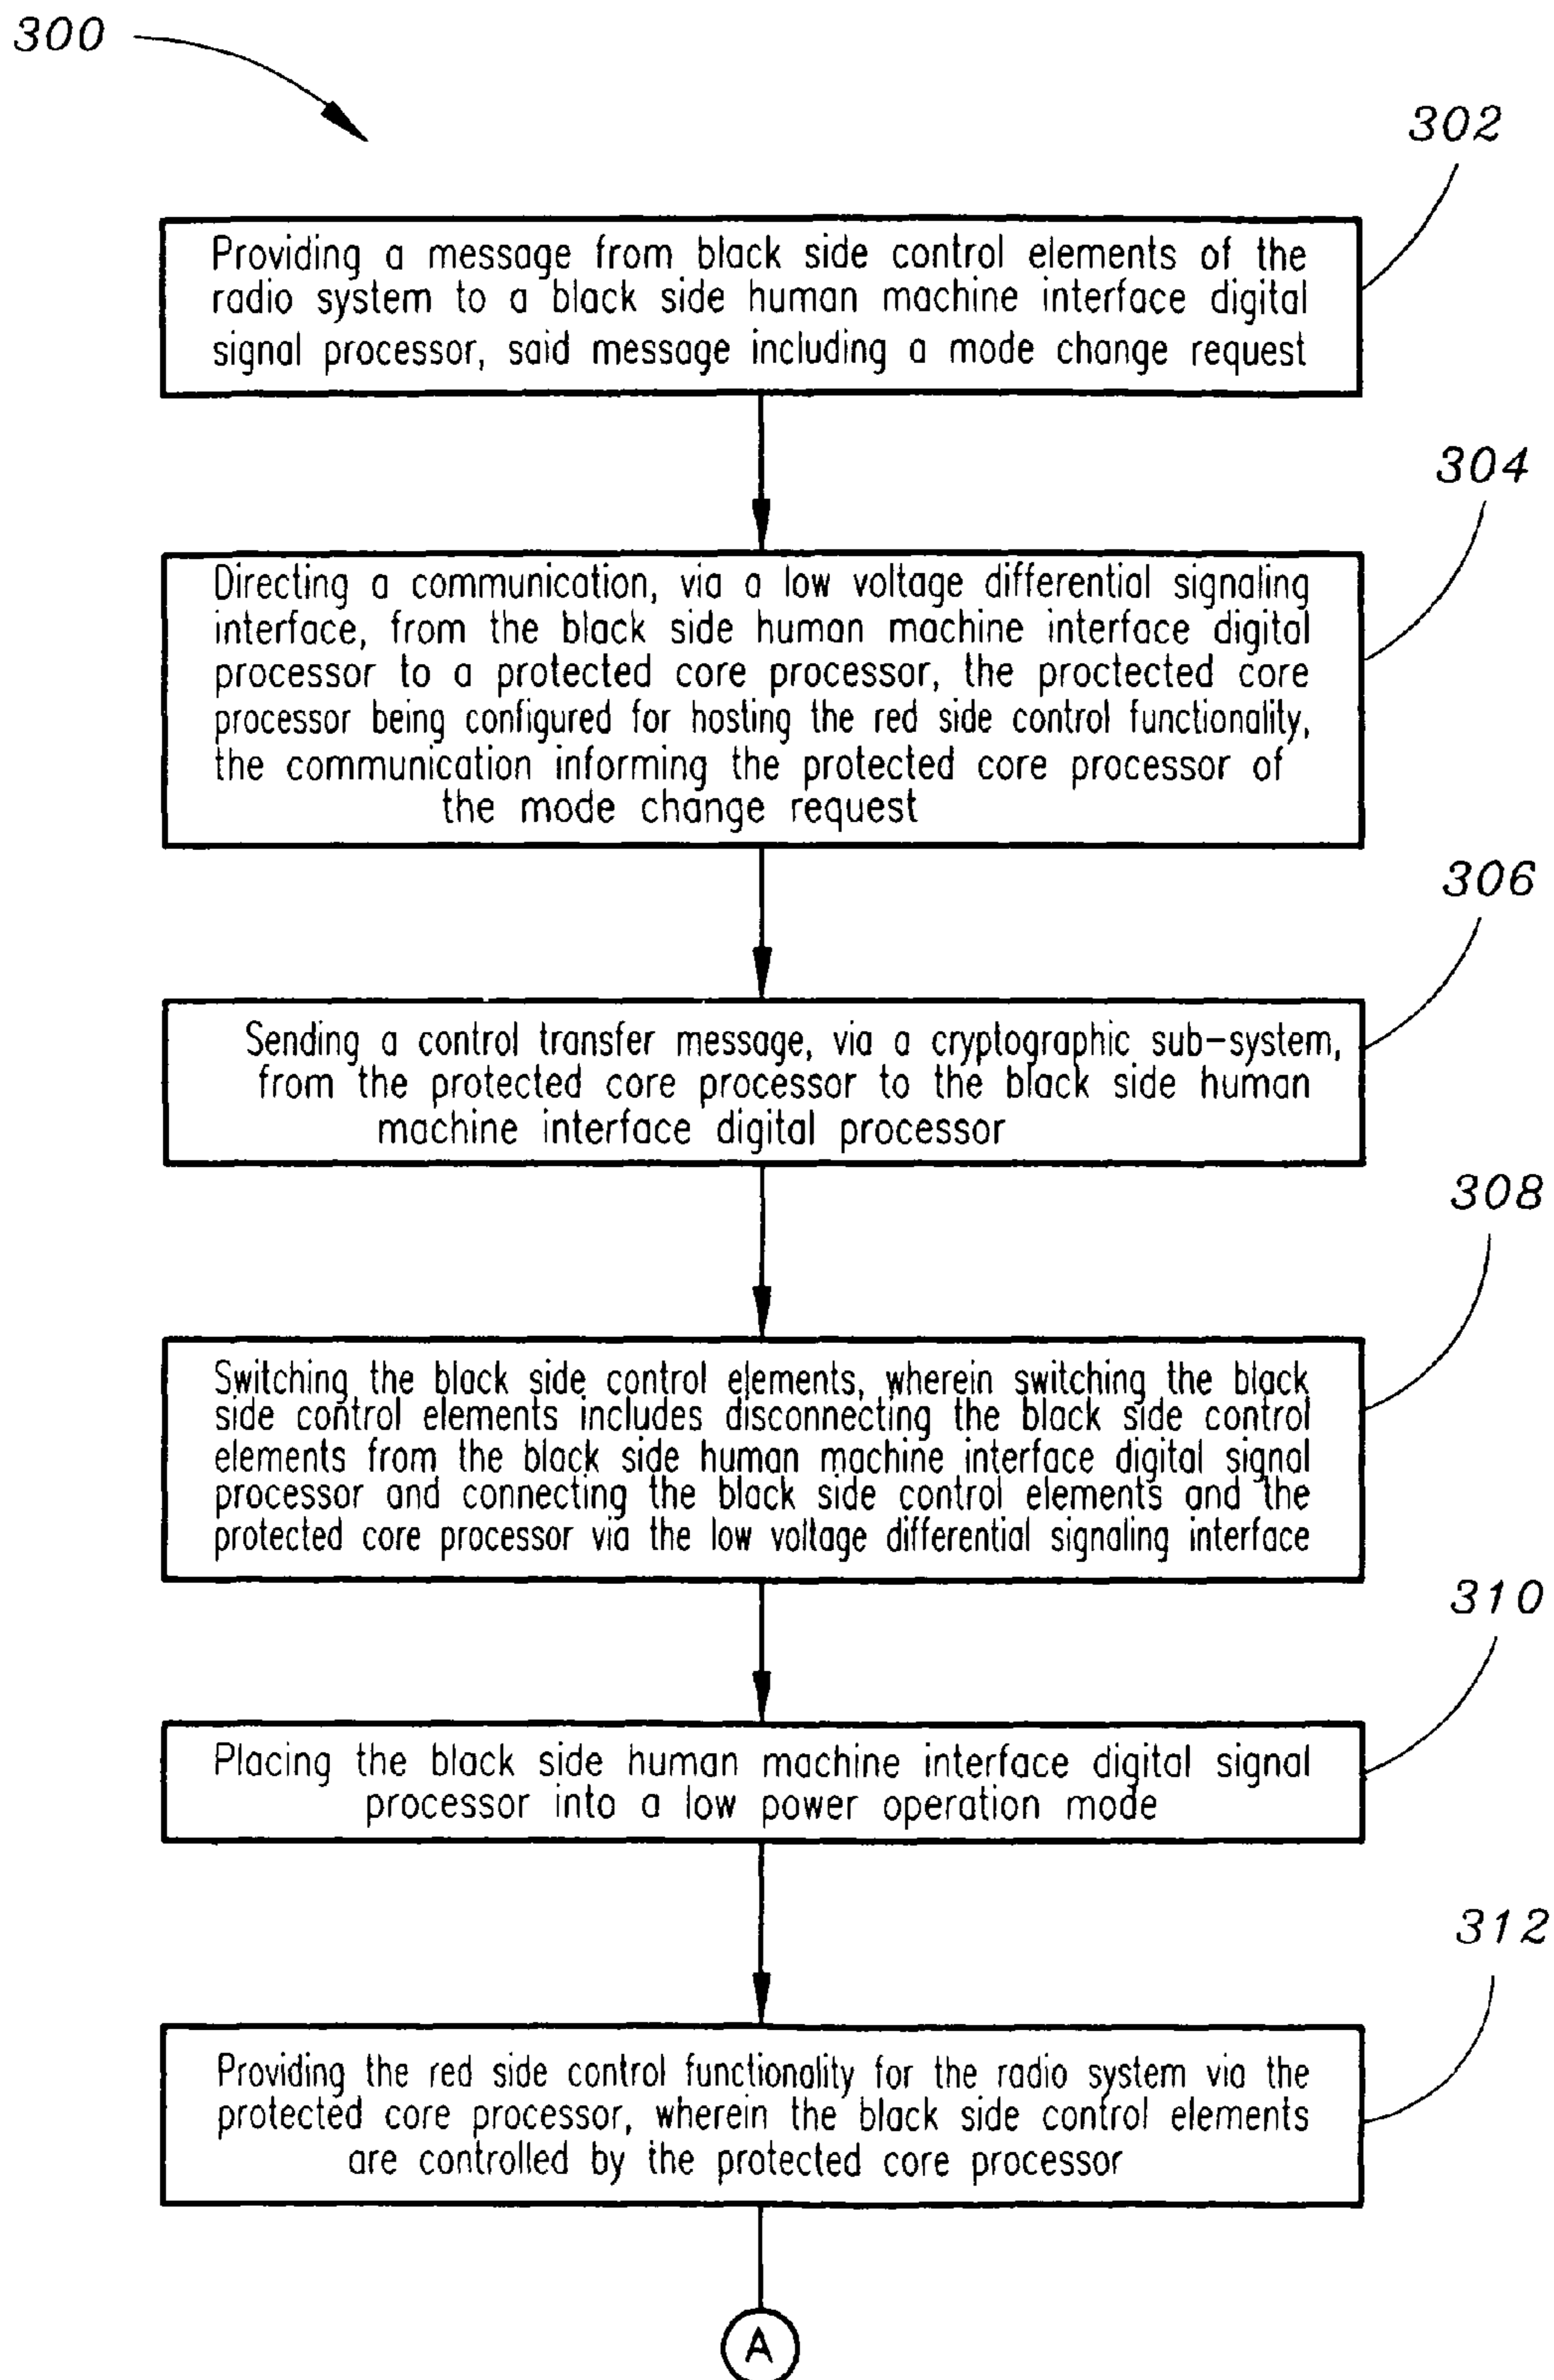 300
302
Providing a message from black side control elements of the
radio system to a black side human machine interface digital
signal processor, said message including a mode change request
304
Directing a communication, via a low voltage differential signaling
interface, from the black side human machine interface digital
processor to a protected core processor, the proctected core
processor being configured for hosting the red side control functionality,
the communication informing the protected core processor of
the mode change request
306
Sending a control transfer message, via a cryptographic sub-system,
from the protected core processor to the black side human
machine interface digital processor
308
Switching the black side control elements, wherein switching the black
side control elements includes disconnecting the black side control
elements from the black side human machine interface digital signal
processor and connecting the black side control elements and the
protected core processor via the low voltage differential signaling interface
310
Placing the black side human machine interface digital signal
processor into a low power operation mode
312
Providing the red side control functionality for the radio system via the
protected core processor, wherein the black side control elements
are controlled by the protected core processor
A